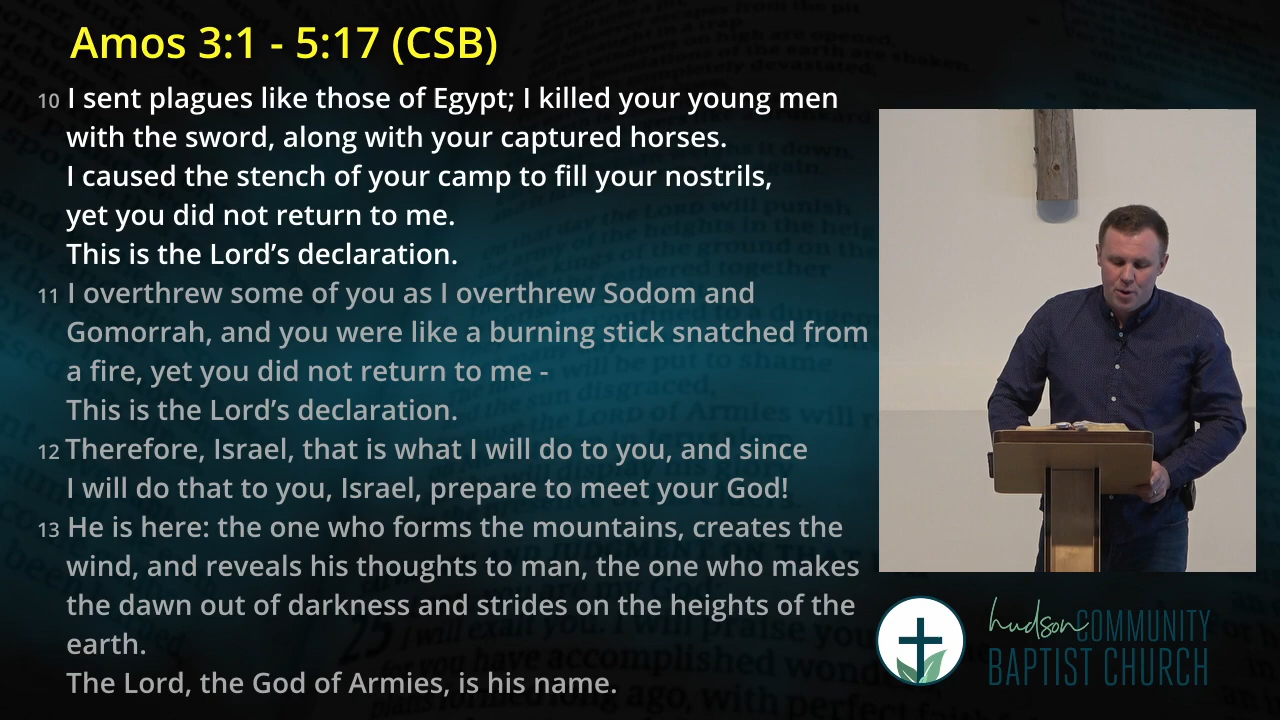 Amos 3:1 - 5:17 (CSB)
10 I sent plagues like those of Egypt; I killed your young men
with the sword, along with your captured horses.
I caused the stench of your camp to fill your nostrils,
yet you did not return to me.
This is the Lord’s declaration.
11 I overthrew some of you as I overthrew Sodom and
Gomorrah, and you were like a burning stick snatched from
a fire, yet you did not return to me -
This is the Lord’s declaration.
12 Therefore, Israel, that is what I will do to you, and since
I will do that to you, Israel, prepare to meet your God!
13 He is here: the one who forms the mountains, creates the
wind, and reveals his thoughts to man, the one who makes
the dawn out of darkness and strides on the heights of the
earth.
The Lord, the God of Armies, is his name.
hudson COMMUNITY
BAPTIST CHURCH